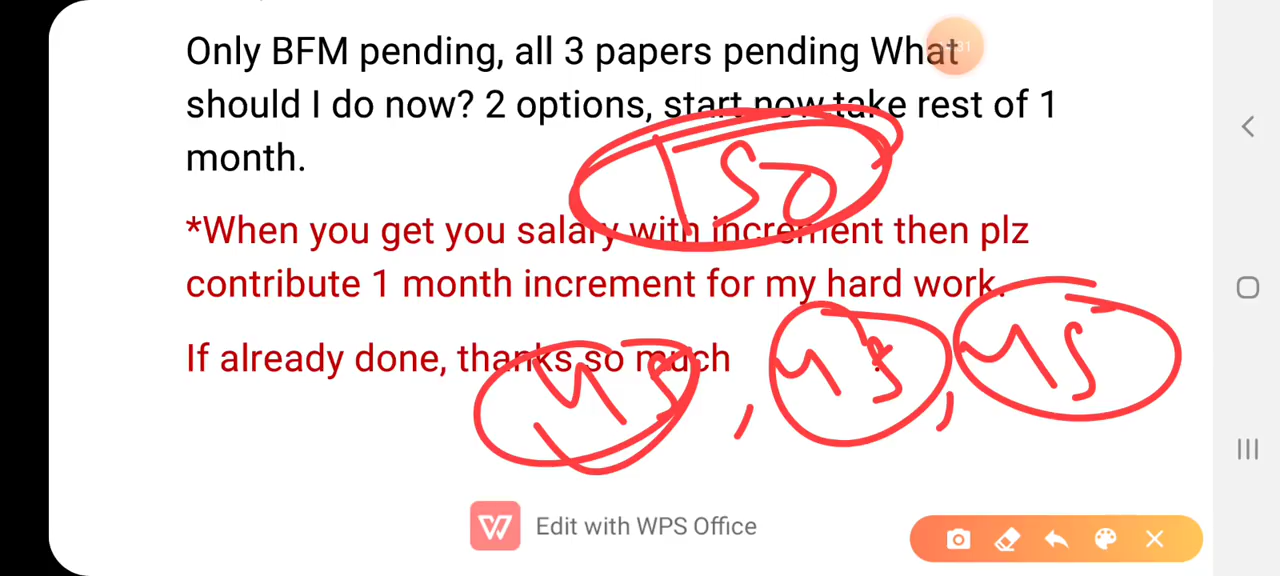 Only BFM pending, all 3 papers pending What
should I do now? 2 options, start now take rest of 1
month.
150
*When you get you salary with increment then plz
contribute 1 month increment for my hard work.
If already done, thanks so much
45, 45, 45
Edit with WPS Office